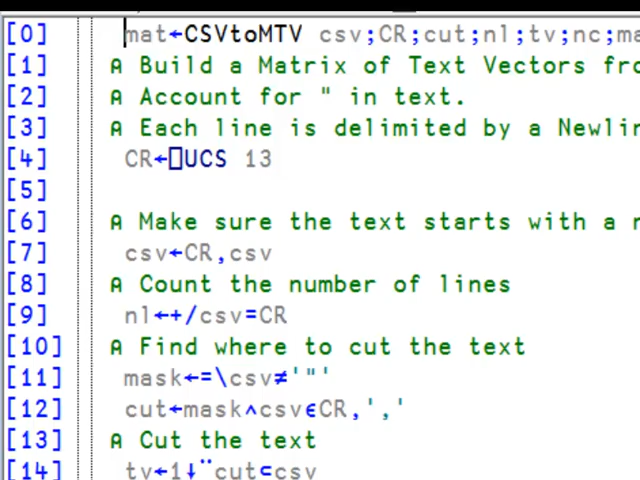 [0] mat←CSVtoMTV csv;CR;cut;nl;tv;nc;ma
[1] ⍝ Build a Matrix of Text Vectors fro
[2] ⍝ Account for " in text.
[3] ⍝ Each line is delimited by a Newlin
[4] CR←⎕UCS 13
[5]
[6] ⍝ Make sure the text starts with a n
[7] csv←CR,csv
[8] ⍝ Count the number of lines
[9] nl←+/csv=CR
[10] ⍝ Find where to cut the text
[11] mask←=\csv≠'"'
[12] cut←mask∧csv∊CR,','
[13] ⍝ Cut the text
[14] tv←1↓¨cut⊂csv